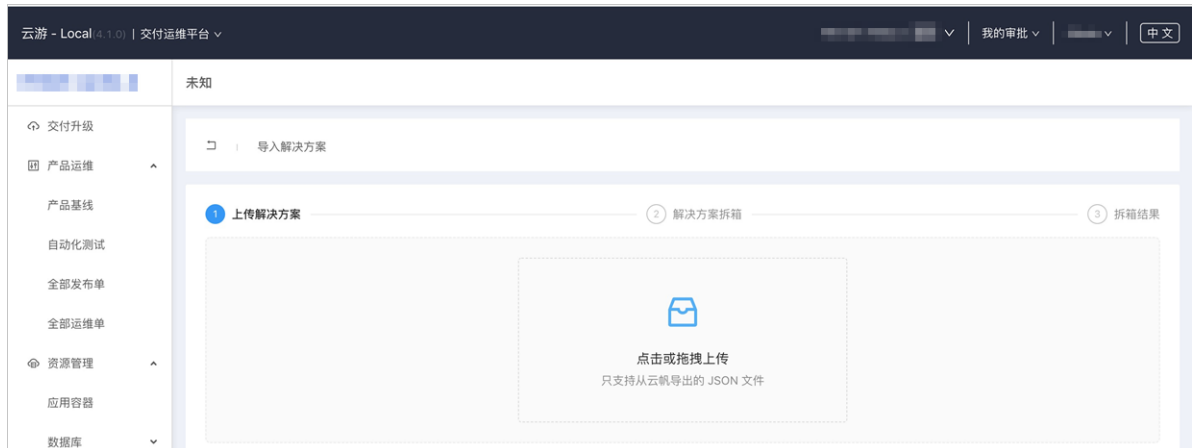 云游 - Local(4.1.0) | 交付运维平台
我的审批
中文
未知
交付升级
导入解决方案
产品运维
产品基线
1 上传解决方案
2 解决方案拆箱
3 拆箱结果
自动化测试
全部发布单
全部运维单
点击或拖拽上传
资源管理
只支持从云帆导出的 JSON 文件
应用容器
数据库